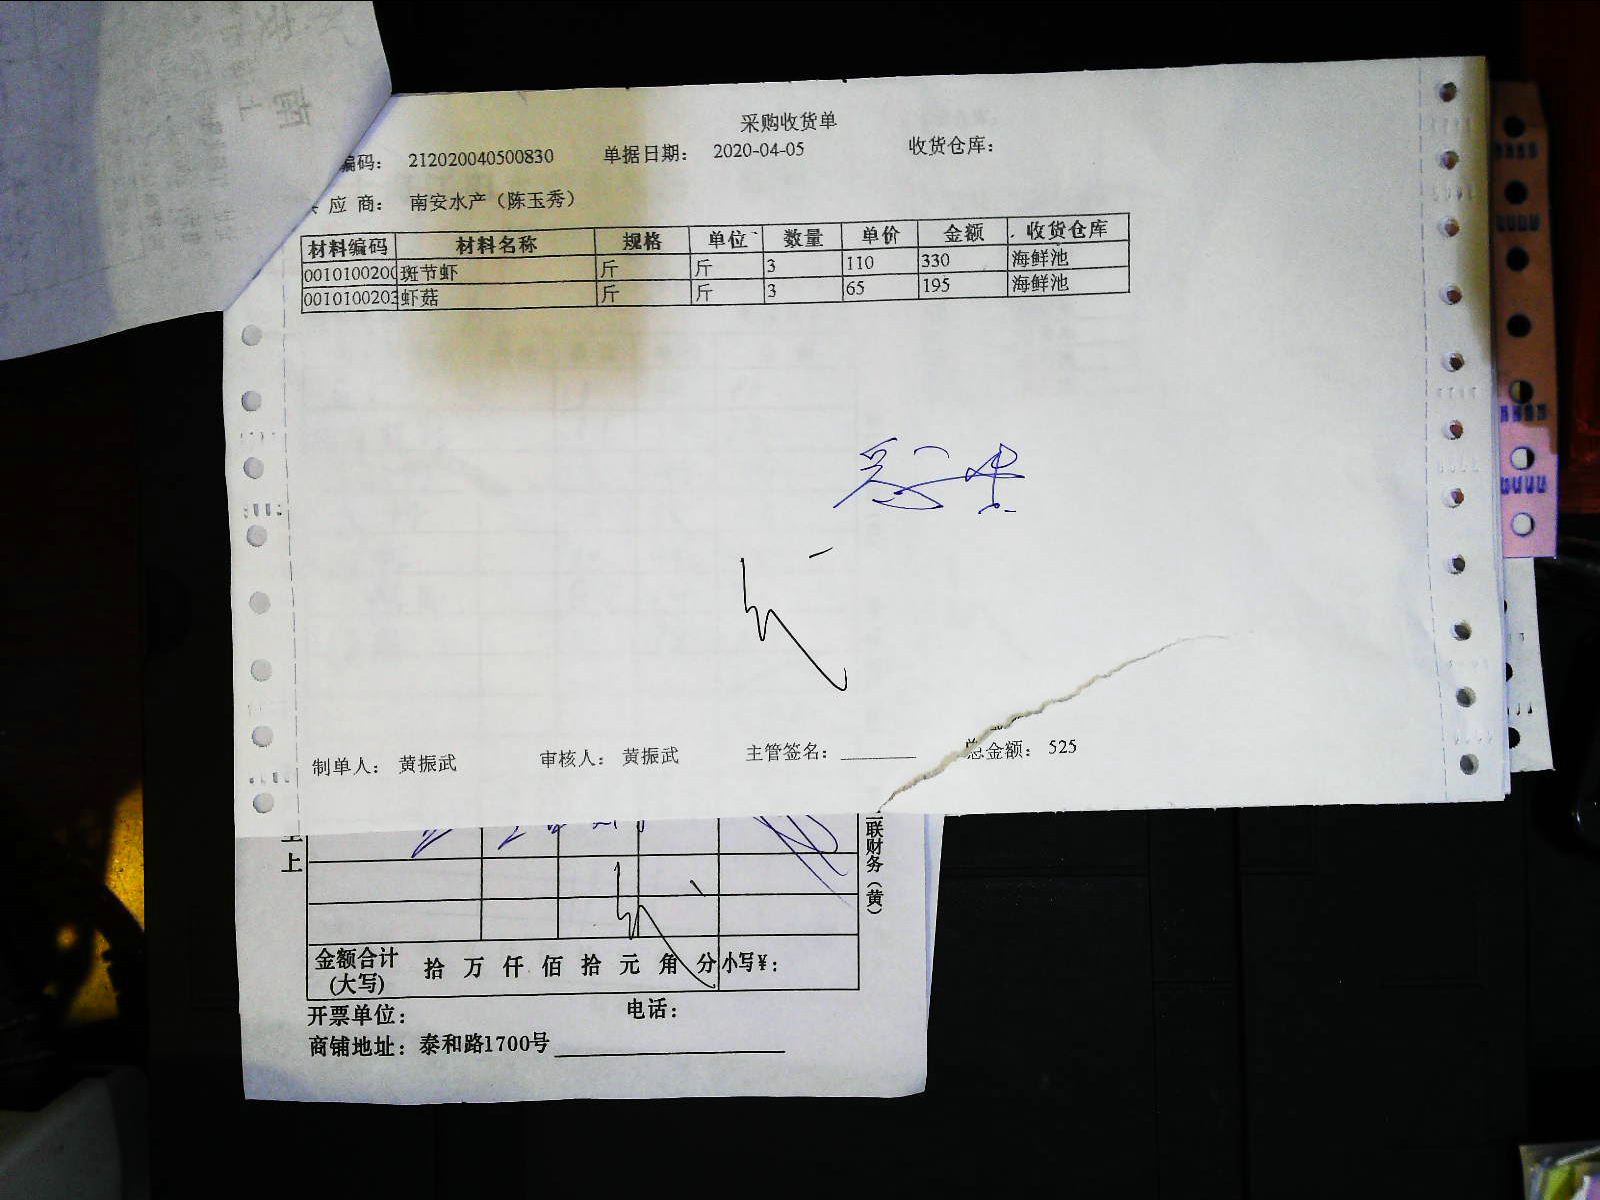 采购收货单
编码： 212020040500830 单据日期： 2020-04-05 收货仓库：
应 商： 南安水产（陈玉秀）
材料编码 材料名称 规格 单位 数量 单价 金额 收货仓库
0010100200 斑节虾 斤 斤 3 110 330 海鲜池
0010100203 虾菇 斤 斤 3 65 195 海鲜池
制单人： 黄振武 审核人： 黄振武 主管签名： 总金额： 525
上
联财务（黄）
金额合计(大写) 拾 万 仟 佰 拾 元 角 分 小写¥：
开票单位： 电话：
商铺地址：泰和路1700号